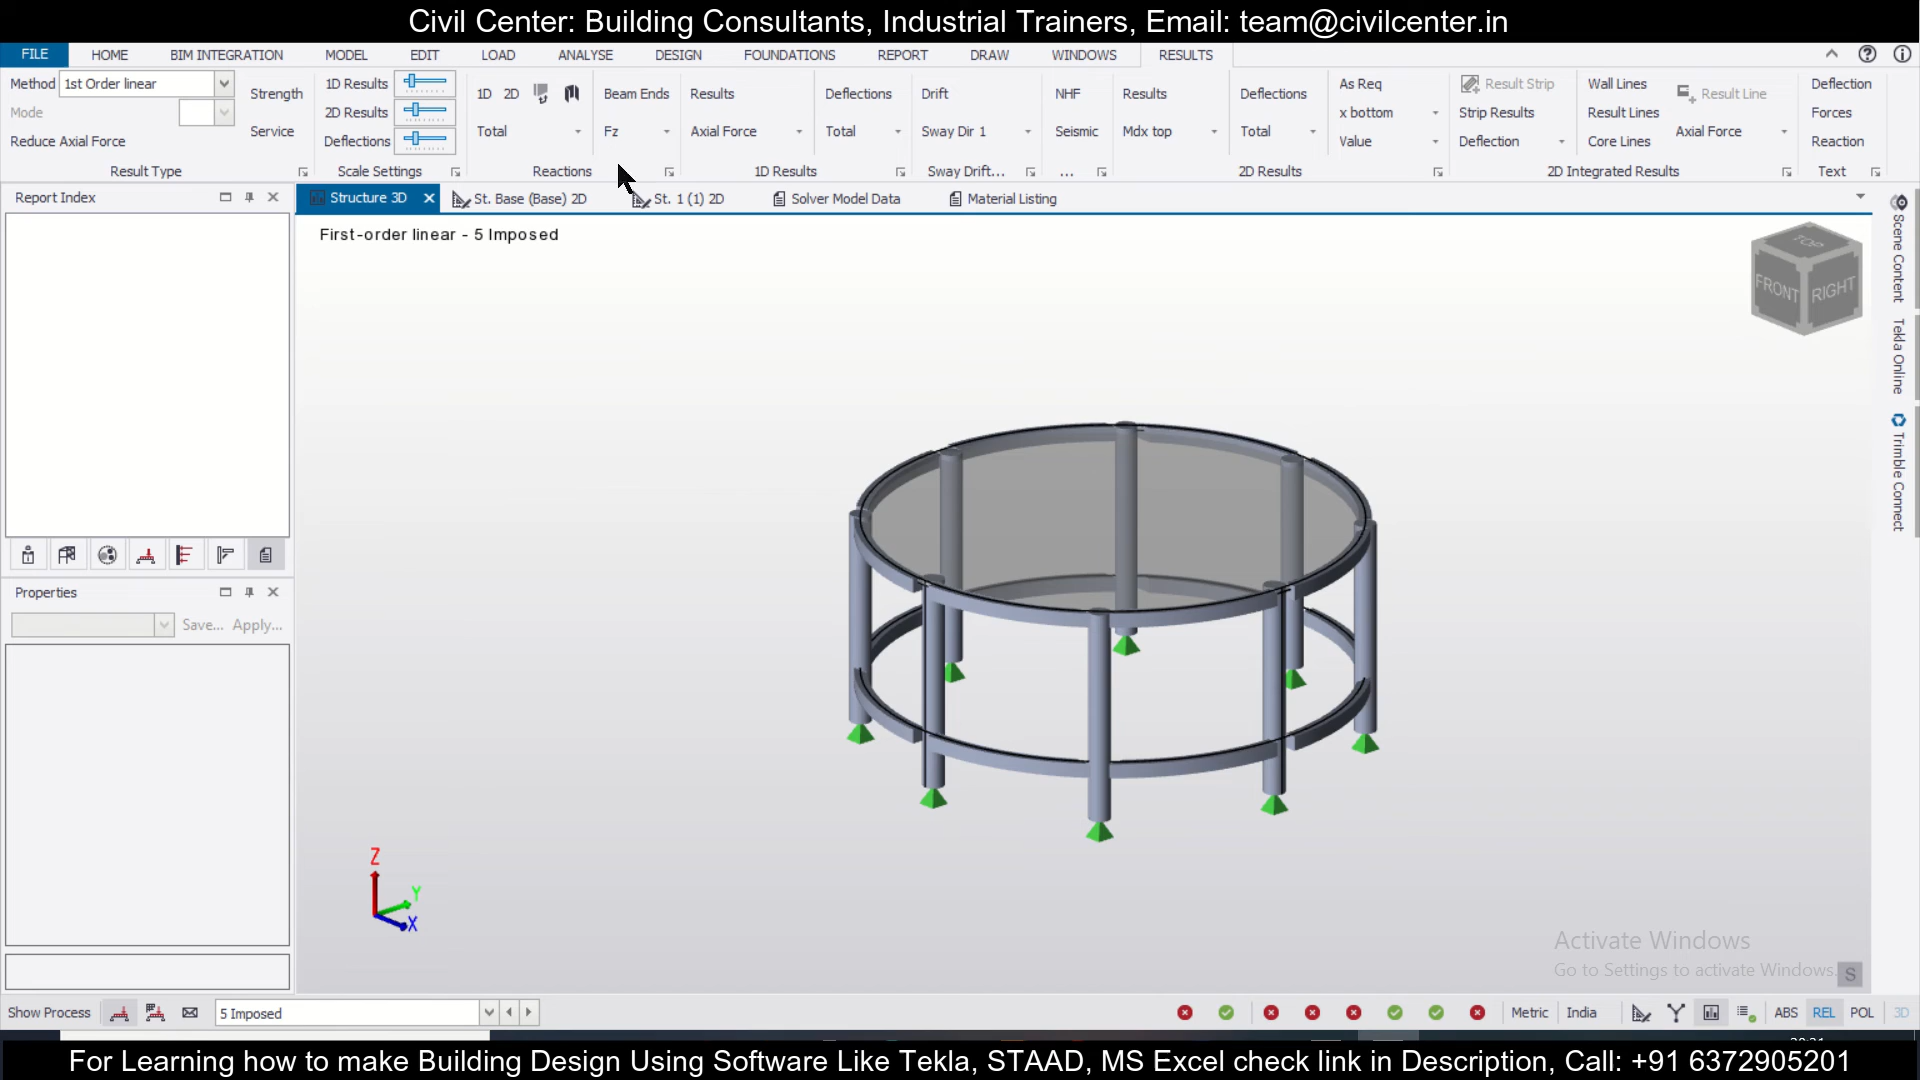 Civil Center: Building Consultants, Industrial Trainers, Email: team@civilcenter.in
FILE HOME BIM INTEGRATION MODEL EDIT LOAD ANALYSE DESIGN FOUNDATIONS REPORT DRAW WINDOWS RESULTS
Method 1st Order linear
Mode
Reduce Axial Force
Strength
Service
Result Type
1D Results
2D Results
Deflections
Scale Settings
1D 2D
Total
Beam Ends
Fz
Reactions
Results
Axial Force
Deflections
Total
1D Results
Drift
Sway Dir 1
Sway Drift...
NHF
Seismic
...
Results
Mdx top
Deflections
Total
As Req
x bottom
Value
2D Results
Result Strip
Strip Results
Deflection
Wall Lines
Result Lines
Core Lines
Result Line
Axial Force
2D Integrated Results
Deflection
Forces
Reaction
Text
Report Index
Structure 3D St. Base (Base) 2D St. 1 (1) 2D Solver Model Data Material Listing
First-order linear - 5 Imposed
TOP
FRONT RIGHT
Scene Content
Tekla Online
Trimble Connect
Properties
Save... Apply...
Z
Y
X
Activate Windows
Go to Settings to activate Windows.
S
Show Process 5 Imposed Metric India ABS REL POL 3D
For Learning how to make Building Design Using Software Like Tekla, STAAD, MS Excel check link in Description, Call: +91 6372905201